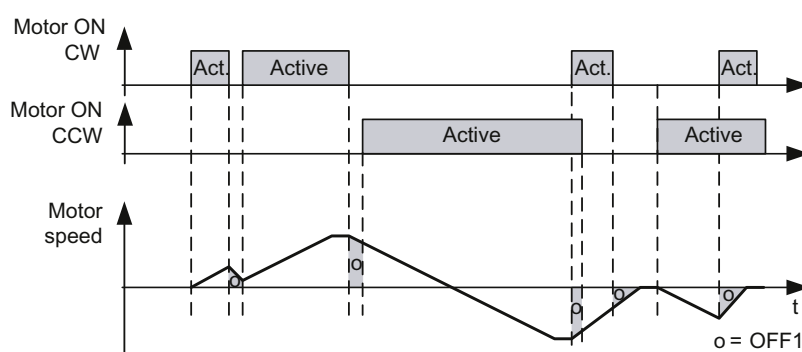 Motor ON
CW
Act.
Active
Act.
Act.
Motor ON
CCW
Active
Active
Motor
speed
o
o
o
o
o
t
o = OFF1